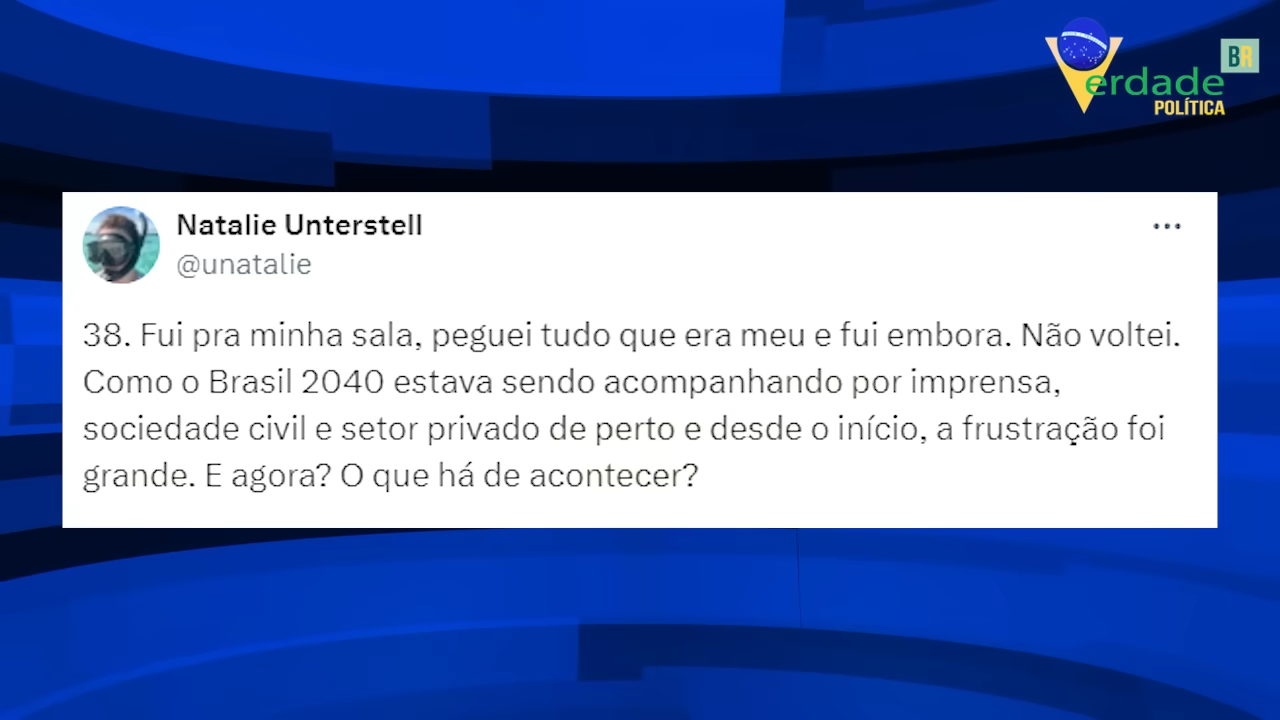 BR
erdade
POLÍTICA
Natalie Unterstell
@unatalie
38. Fui pra minha sala, peguei tudo que era meu e fui embora. Não voltei.
Como o Brasil 2040 estava sendo acompanhando por imprensa,
sociedade civil e setor privado de perto e desde o início, a frustração foi
grande. E agora? O que há de acontecer?